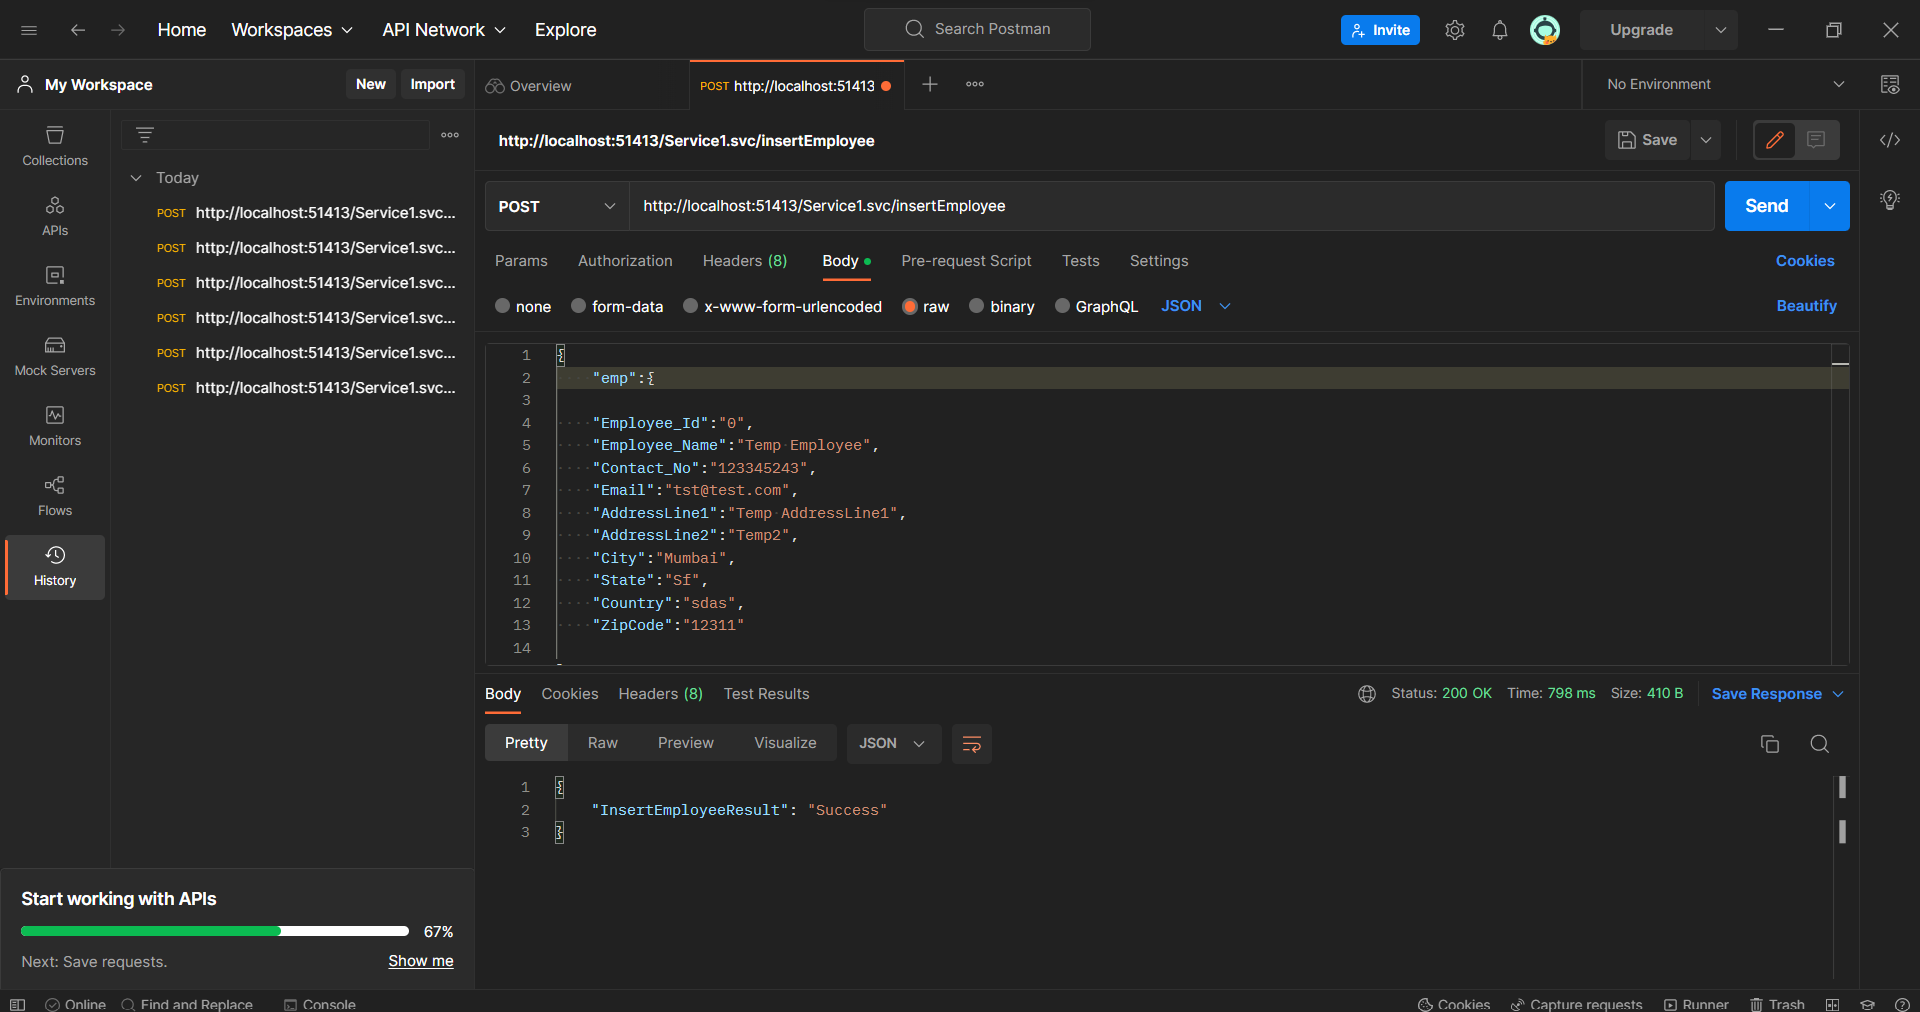 Home Workspaces API Network Explore Search Postman Invite Upgrade
My Workspace New Import
Overview POST http://localhost:51413 No Environment
Collections
APIs
Environments
Mock Servers
Monitors
Flows
History
Today
POST http://localhost:51413/Service1.svc...
POST http://localhost:51413/Service1.svc...
POST http://localhost:51413/Service1.svc...
POST http://localhost:51413/Service1.svc...
POST http://localhost:51413/Service1.svc...
POST http://localhost:51413/Service1.svc...
http://localhost:51413/Service1.svc/insertEmployee Save
POST http://localhost:51413/Service1.svc/insertEmployee Send
Params Authorization Headers (8) Body Pre-request Script Tests Settings Cookies
none form-data x-www-form-urlencoded raw binary GraphQL JSON Beautify
1 {
2 "emp":{
3
4 "Employee_Id":"0",
5 "Employee_Name":"Temp Employee",
6 "Contact_No":"123345243",
7 "Email":"tst@test.com",
8 "AddressLine1":"Temp AddressLine1",
9 "AddressLine2":"Temp2",
10 "City":"Mumbai",
11 "State":"Sf",
12 "Country":"sdas",
13 "ZipCode":"12311"
14
Body Cookies Headers (8) Test Results Status: 200 OK Time: 798 ms Size: 410 B Save Response
Pretty Raw Preview Visualize JSON
1 {
2 "InsertEmployeeResult": "Success"
3 }
Start working with APIs
67%
Next: Save requests. Show me
Online Find and Replace Console Cookies Capture requests Runner Trash